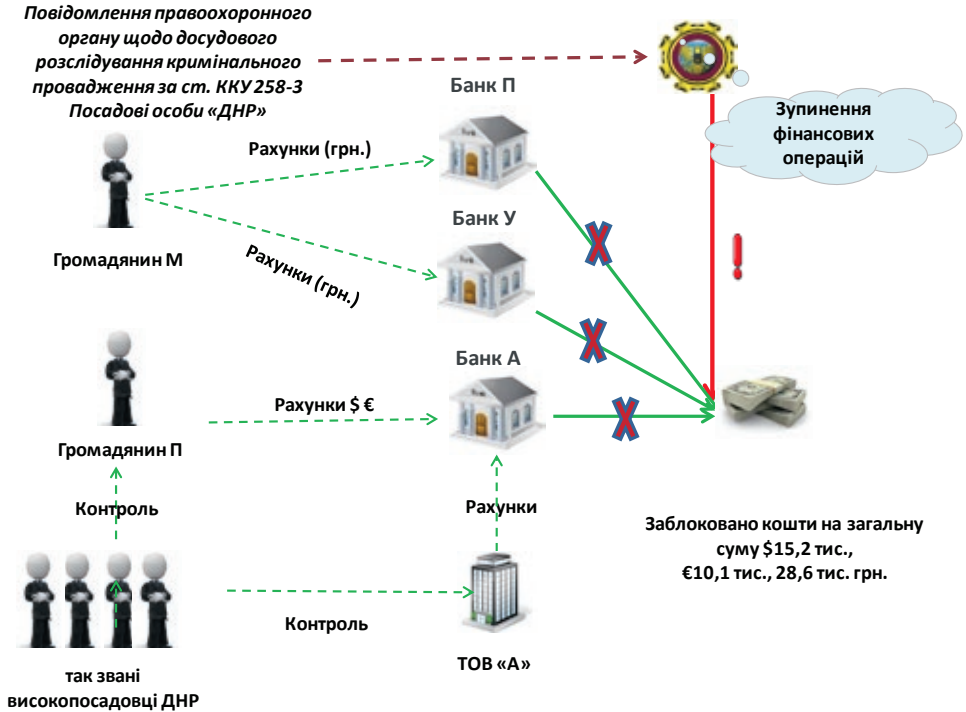 Повідомлення правоохоронного
органу щодо досудового
розслідування кримінального
провадження за ст. ККУ 258-3
Посадові особи «ДНР»
Банк П
Зупинення
фінансових
операцій
Рахунки (грн.)
Банк У
Громадянин М
Рахунки (грн.)
Банк А
Рахунки $ €
Громадянин П
Контроль
Рахунки
Заблоковано кошти на загальну
суму $15,2 тис.,
€10,1 тис., 28,6 тис. грн.
Контроль
ТОВ «А»
так звані
високопосадовці ДНР